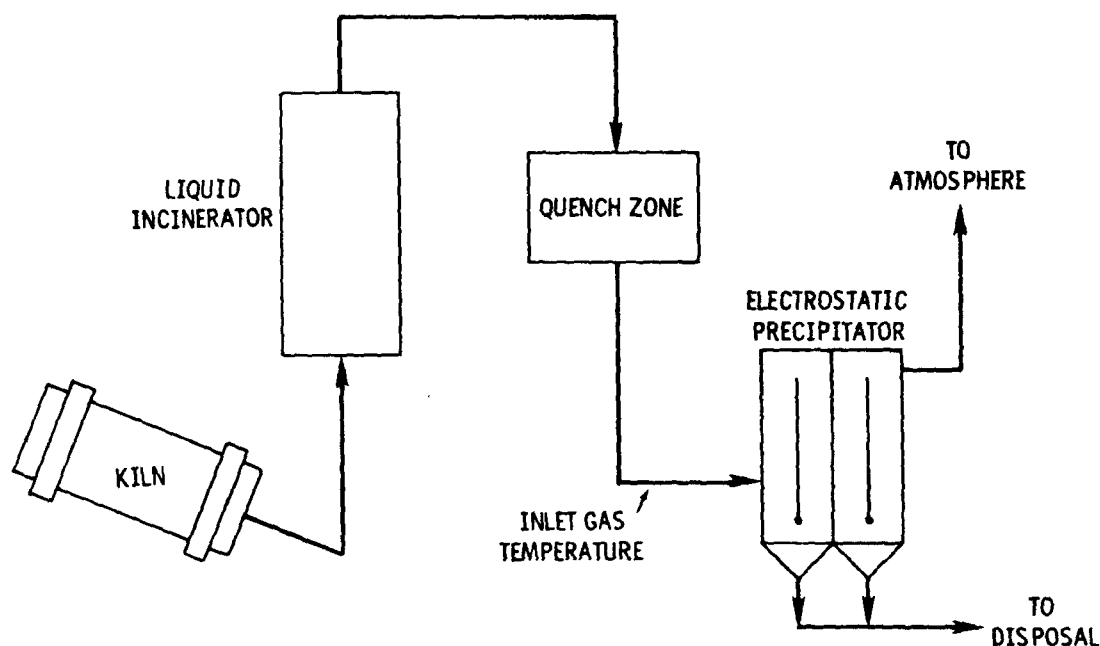 LIQUID
INCINERATOR
QUENCH ZONE
TO
ATMOSPHERE
ELECTROSTATIC
PRECIPITATOR
KILN
INLET GAS
TEMPERATURE
TO
DISPOSAL